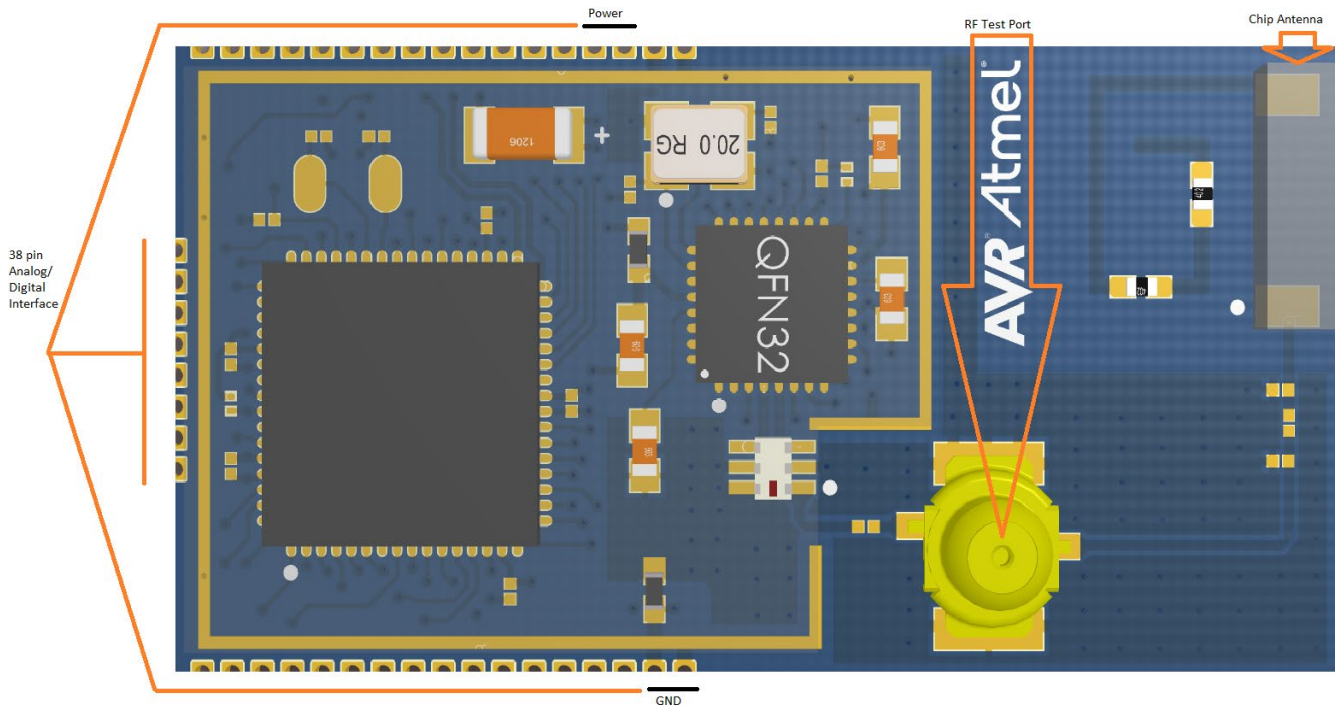 Power
RF Test Port
Chip Antenna
38 pin
Analog/
Digital
Interface
1206
20.0 RG
QFN32
AVR Atmel
402
GND